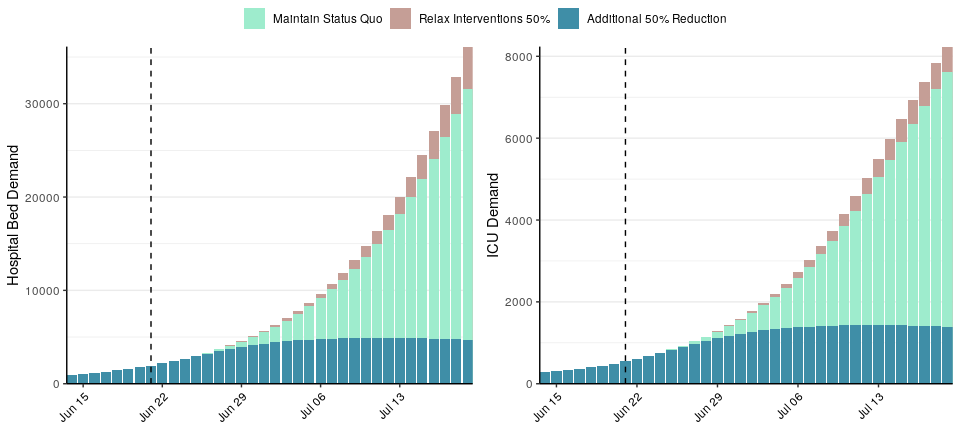 Maintain Status Quo
Relax Interventions 50%
Additional 50% Reduction
Hospital Bed Demand
30000
20000
10000
0
Jun 15
Jun 22
Jun 29
Jul 06
Jul 13
ICU Demand
8000
6000
4000
2000
0
Jun 15
Jun 22
Jun 29
Jul 06
Jul 13